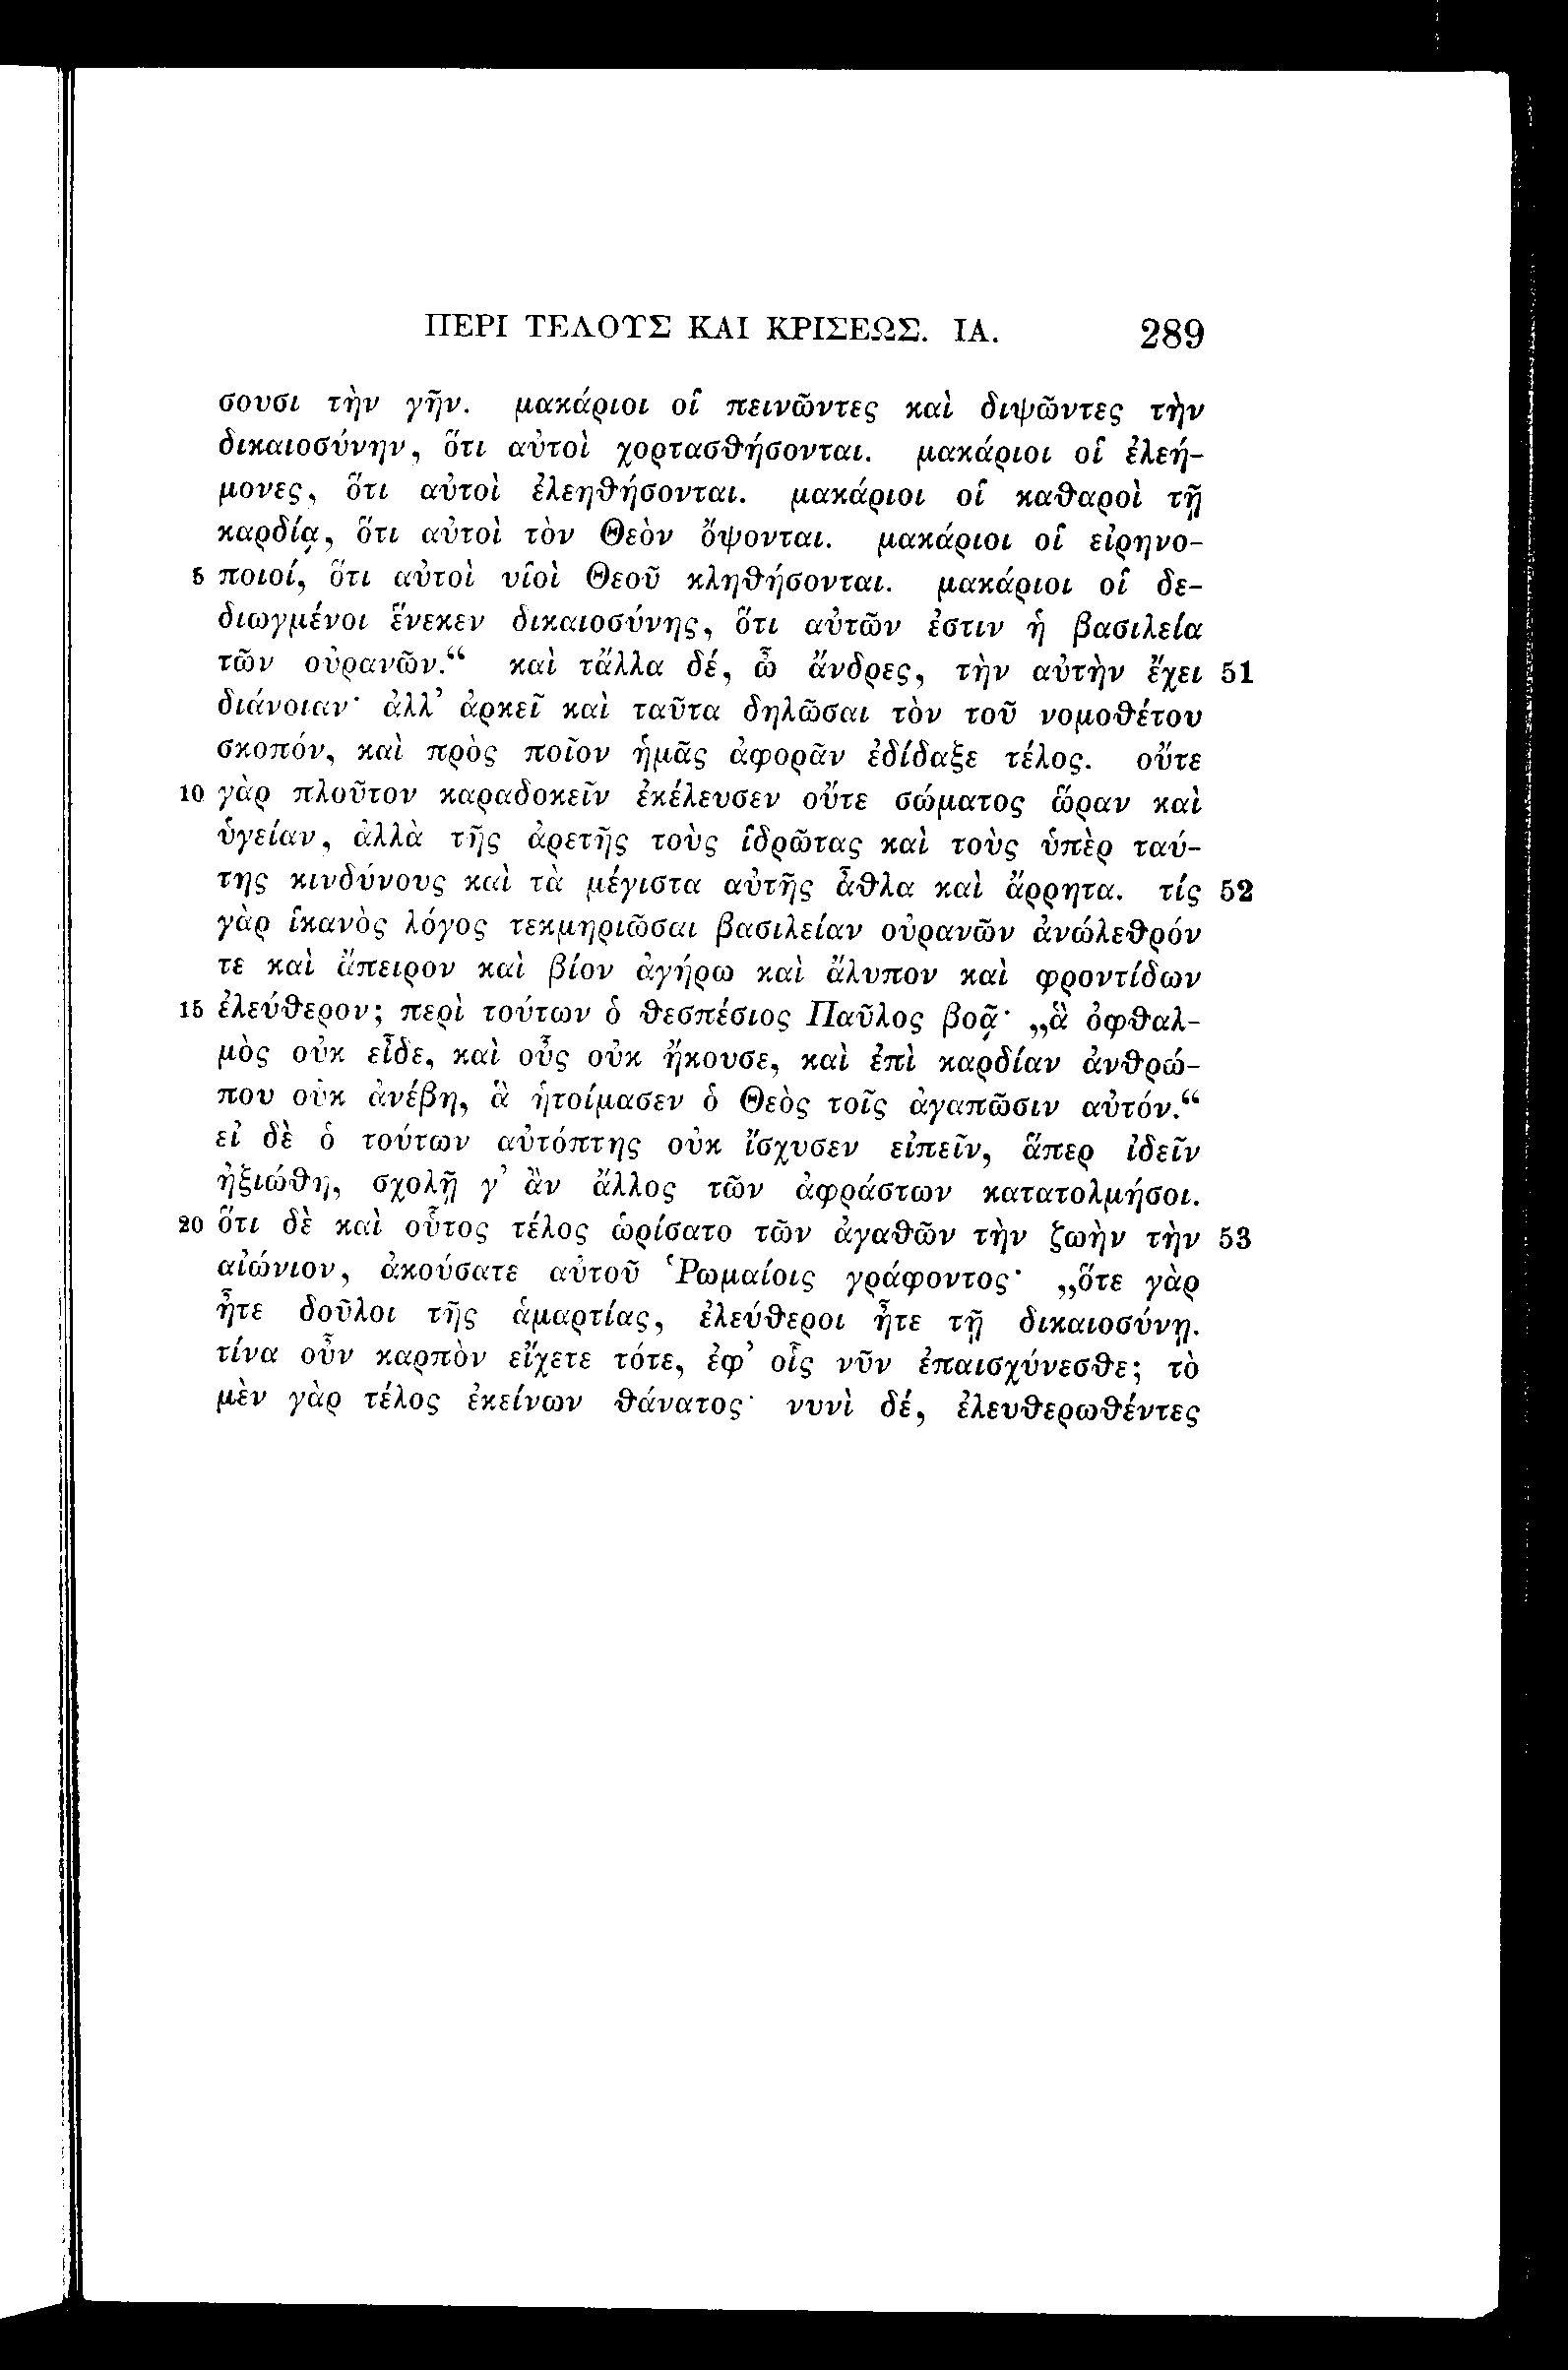 ΠΕΡΙ ΤΕΛΟΥΣ ΚΑΙ ΚΡΙΣΕΩΣ. ΙΑ. 289
σουσι τὴν γῆν. μακάριοι οἱ πεινῶντες καὶ διψῶντες τὴν
δικαιοσύνην, ὅτι αὐτοὶ χορτασθήσονται. μακάριοι οἱ ἐλεή-
μονες, ὅτι αὐτοὶ ἐλεηθήσονται. μακάριοι οἱ καθαροὶ τῇ
καρδίᾳ, ὅτι αὐτοὶ τὸν Θεὸν ὄψονται. μακάριοι οἱ εἰρηνο-
5 ποιοί, ὅτι αὐτοὶ υἱοὶ Θεοῦ κληθήσονται. μακάριοι οἱ δε-
διωγμένοι ἕνεκεν δικαιοσύνης, ὅτι αὐτῶν ἐστιν ἡ βασιλεία
τῶν οὐρανῶν.“ καὶ τἄλλα δέ, ὦ ἄνδρες, τὴν αὐτὴν ἔχει 51
διάνοιαν· ἀλλ’ ἀρκεῖ καὶ ταῦτα δηλῶσαι τὸν τοῦ νομοθέτου
σκοπόν, καὶ πρὸς ποῖον ἡμᾶς ἀφορᾶν ἐδίδαξε τέλος. οὔτε
10 γὰρ πλοῦτον καραδοκεῖν ἐκέλευσεν οὔτε σώματος ὥραν καὶ
ὑγείαν, ἀλλὰ τῆς ἀρετῆς τοὺς ἱδρῶτας καὶ τοὺς ὑπὲρ ταύ-
της κινδύνους καὶ τὰ μέγιστα αὐτῆς ἆθλα καὶ ἄρρητα. τίς 52
γὰρ ἱκανὸς λόγος τεκμηριῶσαι βασιλείαν οὐρανῶν ἀνώλεθρόν
τε καὶ ἄπειρον καὶ βίον ἀγήρω καὶ ἄλυπον καὶ φροντίδων
15 ἐλεύθερον; περὶ τούτων ὁ θεσπέσιος Παῦλος βοᾷ· „ἃ ὀφθαλ-
μὸς οὐκ εἶδε, καὶ οὖς οὐκ ἤκουσε, καὶ ἐπὶ καρδίαν ἀνθρώ-
που οὐκ ἀνέβη, ἃ ἡτοίμασεν ὁ Θεὸς τοῖς ἀγαπῶσιν αὐτόν.“
εἰ δὲ ὁ τούτων αὐτόπτης οὐκ ἴσχυσεν εἰπεῖν, ἅπερ ἰδεῖν
ἠξιώθη, σχολῇ γ’ ἂν ἄλλος τῶν ἀφράστων κατατολμήσοι.
20 ὅτι δὲ καὶ οὗτος τέλος ὡρίσατο τῶν ἀγαθῶν τὴν ζωὴν τὴν 53
αἰώνιον, ἀκούσατε αὐτοῦ Ῥωμαίοις γράφοντος· „ὅτε γὰρ
ἦτε δοῦλοι τῆς ἁμαρτίας, ἐλεύθεροι ἦτε τῇ δικαιοσύνῃ.
τίνα οὖν καρπὸν εἴχετε τότε, ἐφ’ οἷς νῦν ἐπαισχύνεσθε; τὸ
μὲν γὰρ τέλος ἐκείνων θάνατος· νυνὶ δέ, ἐλευθερωθέντες